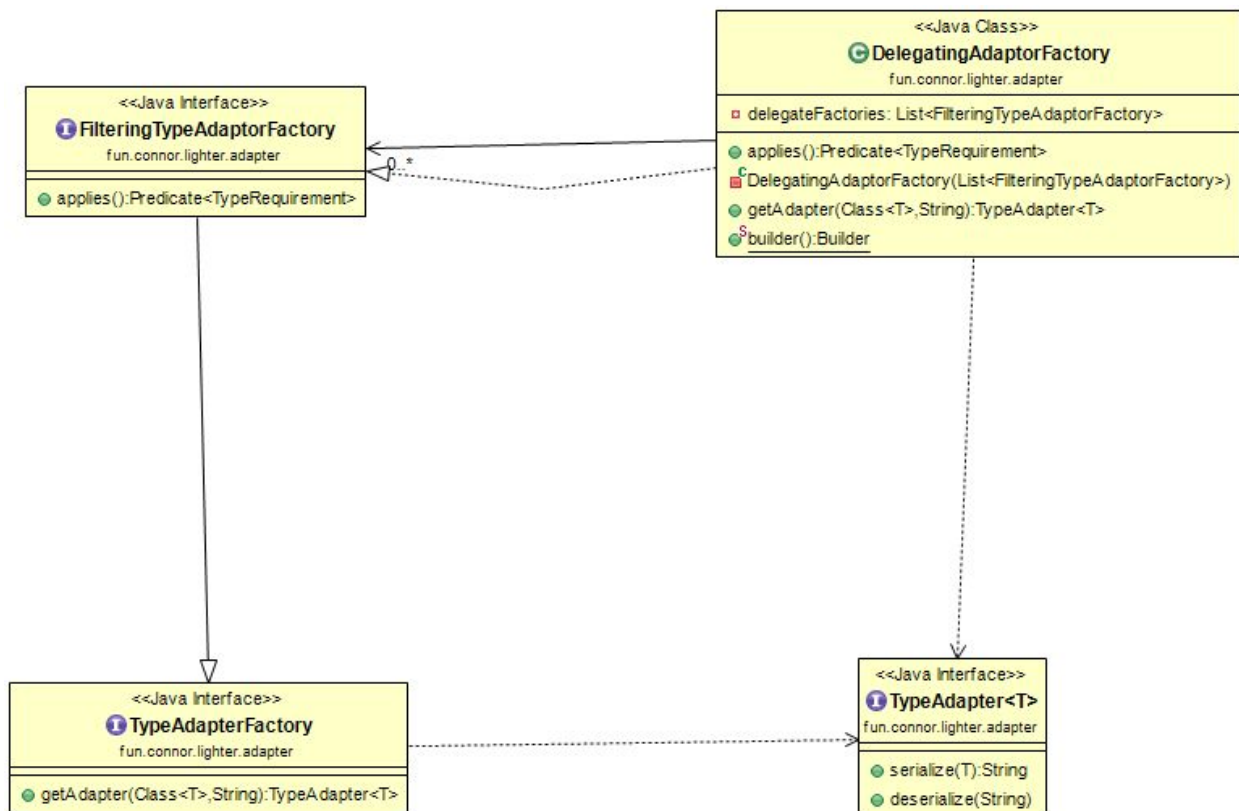 <<Java Class>>
DelegatingAdaptorFactory
fun.connor.lighter.adapter
delegateFactories: List<FilteringTypeAdaptorFactory>
applies():Predicate<TypeRequirement>
DelegatingAdaptorFactory(List<FilteringTypeAdaptorFactory>)
getAdapter(Class<T>,String):TypeAdapter<T>
builder():Builder
<<Java Interface>>
FilteringTypeAdaptorFactory
fun.connor.lighter.adapter
applies():Predicate<TypeRequirement>
0..*
<<Java Interface>>
TypeAdapterFactory
fun.connor.lighter.adapter
getAdapter(Class<T>,String):TypeAdapter<T>
<<Java Interface>>
TypeAdapter<T>
fun.connor.lighter.adapter
serialize(T):String
deserialize(String)